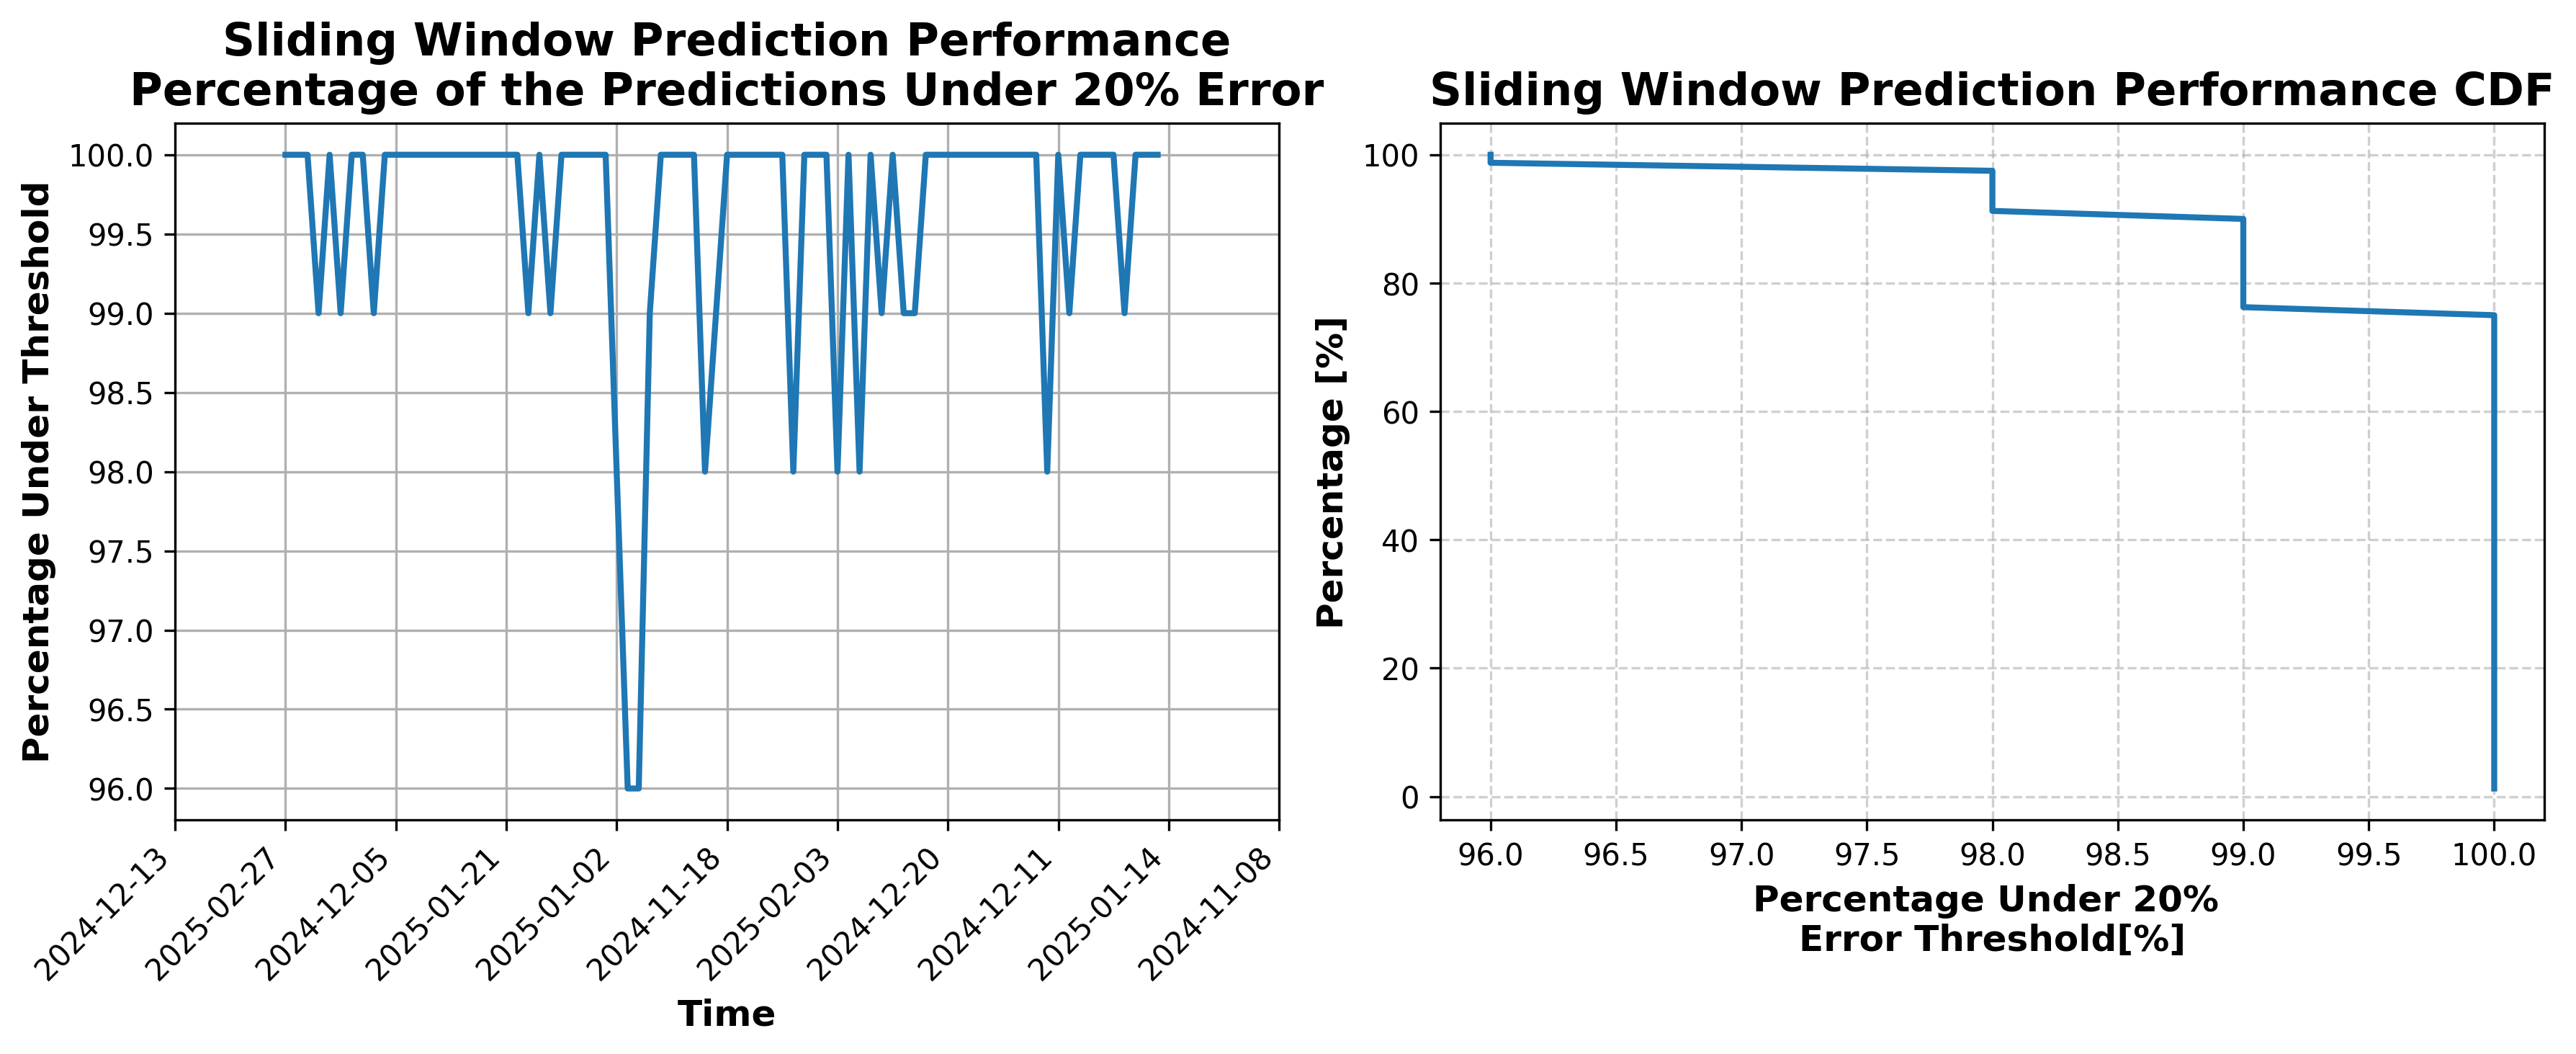 Sliding Window Prediction Performance
Percentage of the Predictions Under 20% Error
Percentage Under Threshold
100.0
99.5
99.0
98.5
98.0
97.5
97.0
96.5
96.0
2024-12-13
2025-02-27
2024-12-05
2025-01-21
2025-01-02
2024-11-18
2025-02-03
2024-12-20
2024-12-11
2025-01-14
2024-11-08
Time
Sliding Window Prediction Performance CDF
Percentage [%]
100
80
60
40
20
0
96.0 96.5 97.0 97.5 98.0 98.5 99.0 99.5 100.0
Percentage Under 20%
Error Threshold[%]